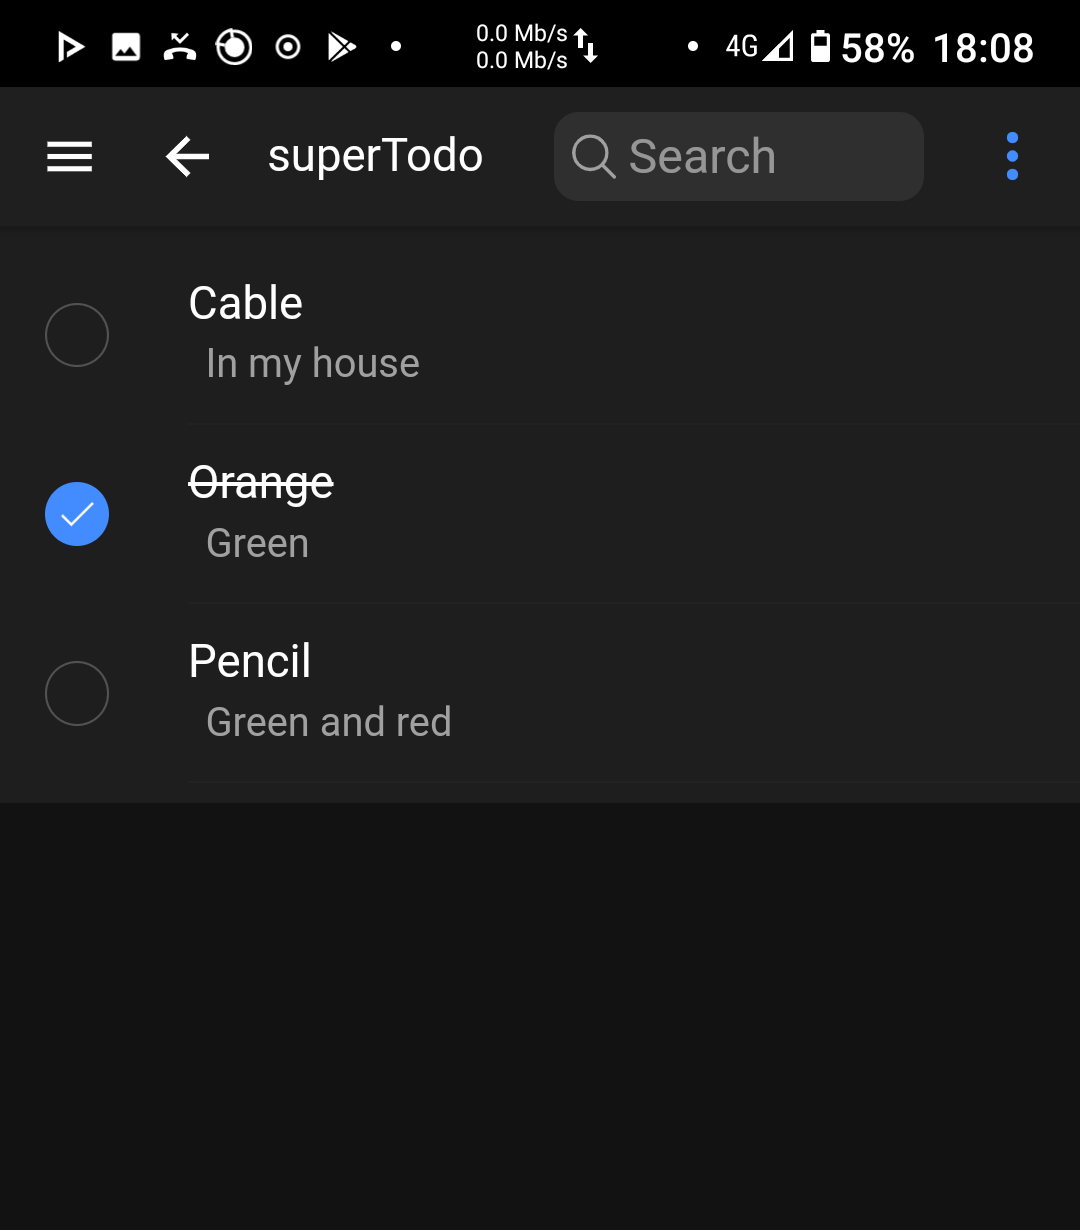 0.0 Mb/s
0.0 Mb/s
4G 58% 18:08
superTodo Search
Cable
In my house
Orange
Green
Pencil
Green and red